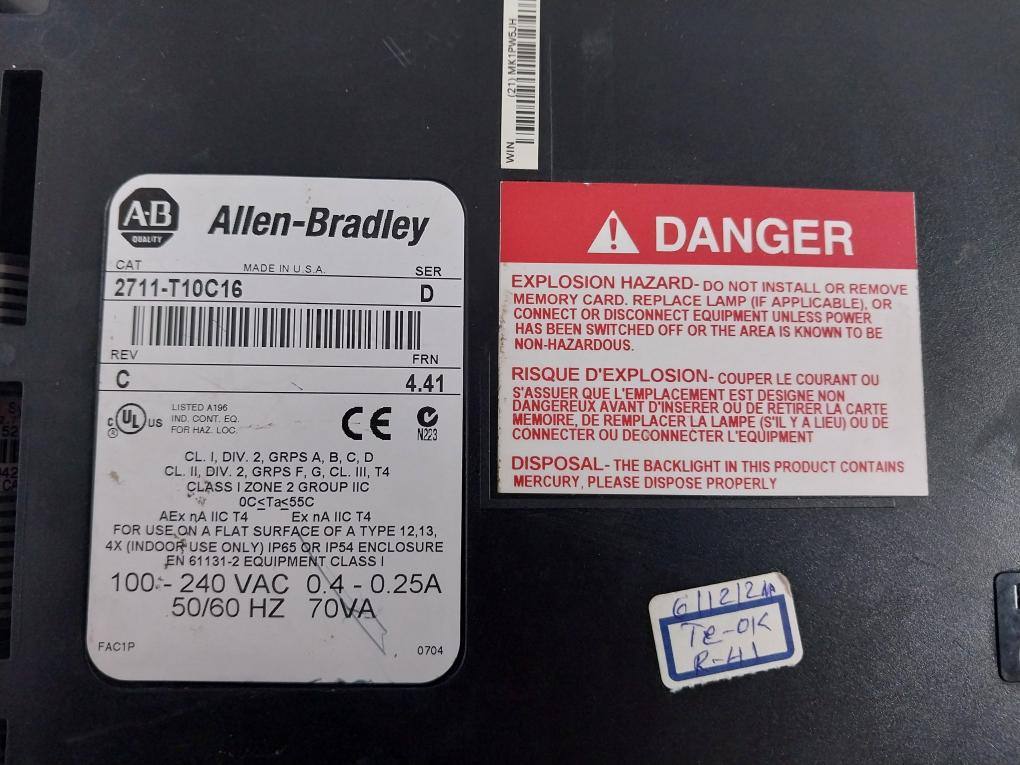 WIN (21) MK1PW5JH
A-B
QUALITY
Allen-Bradley
CAT MADE IN U.S.A. SER
2711-T10C16 D
REV FRN
C 4.41
c UL us
LISTED A196
IND. CONT. EQ.
FOR HAZ. LOC.
CE
N223
CL. I, DIV. 2, GRPS A, B, C, D
CL. II, DIV. 2, GRPS F, G, CL. III, T4
CLASS I ZONE 2 GROUP IIC
0C≤Ta≤55C
AEx nA IIC T4 Ex nA IIC T4
FOR USE ON A FLAT SURFACE OF A TYPE 12,13,
4X (INDOOR USE ONLY) IP65 OR IP54 ENCLOSURE
EN 61131-2 EQUIPMENT CLASS I
100 - 240 VAC 0.4 - 0.25A
50/60 HZ 70VA
FAC1P 0704
DANGER
EXPLOSION HAZARD- DO NOT INSTALL OR REMOVE
MEMORY CARD. REPLACE LAMP (IF APPLICABLE), OR
CONNECT OR DISCONNECT EQUIPMENT UNLESS POWER
HAS BEEN SWITCHED OFF OR THE AREA IS KNOWN TO BE
NON-HAZARDOUS.
RISQUE D'EXPLOSION- COUPER LE COURANT OU
S'ASSUER QUE L'EMPLACEMENT EST DESIGNE NON
DANGEREUX AVANT D'INSERER OU DE RETIRER LA CARTE
MEMOIRE, DE REMPLACER LA LAMPE (S'IL Y A LIEU) OU DE
CONNECTER OU DECONNECTER L'EQUIPMENT
DISPOSAL- THE BACKLIGHT IN THIS PRODUCT CONTAINS
MERCURY, PLEASE DISPOSE PROPERLY
Te-OK